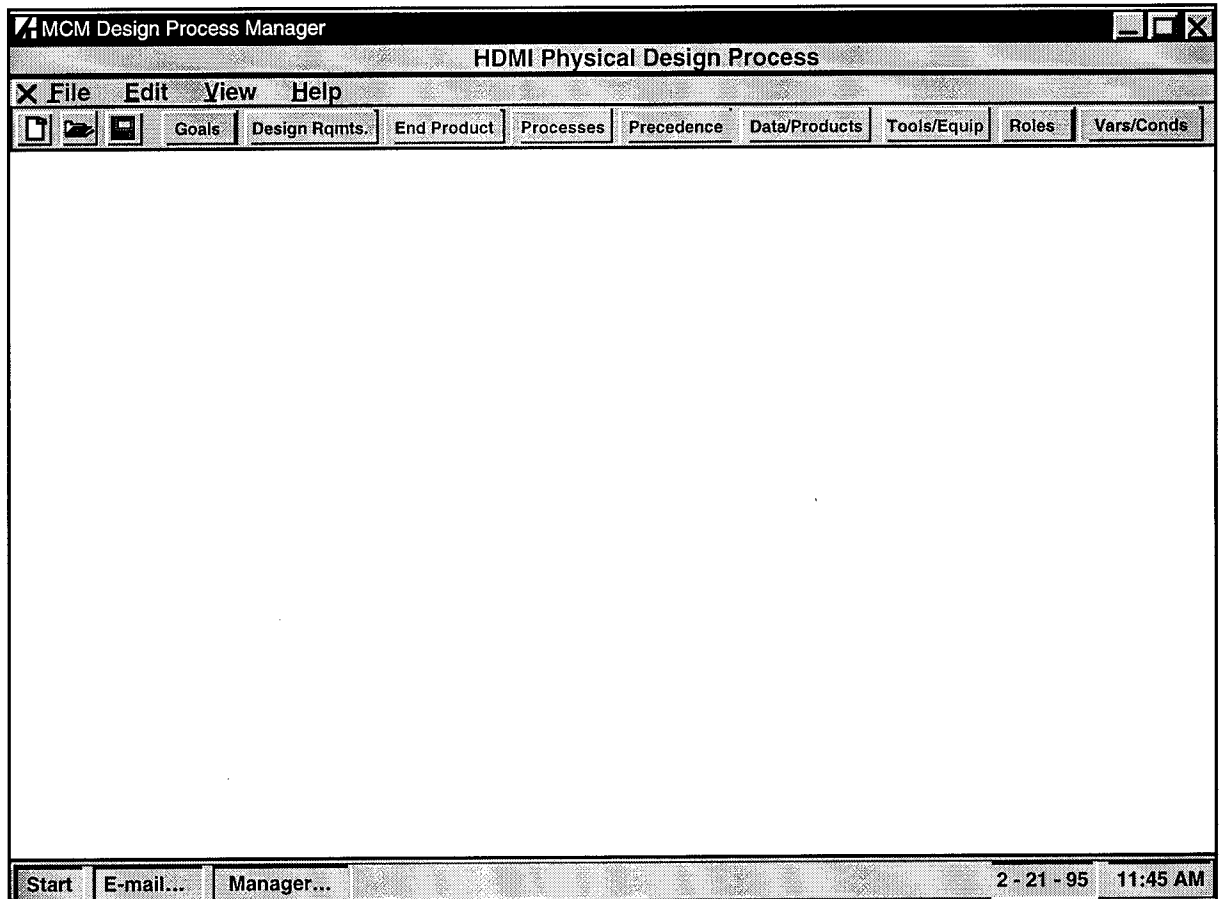 MCM Design Process Manager
HDMI Physical Design Process
X File Edit View Help
Goals Design Rqmts. End Product Processes Precedence Data/Products Tools/Equip Roles Vars/Conds
Start E-mail... Manager... 2 - 21 - 95 11:45 AM